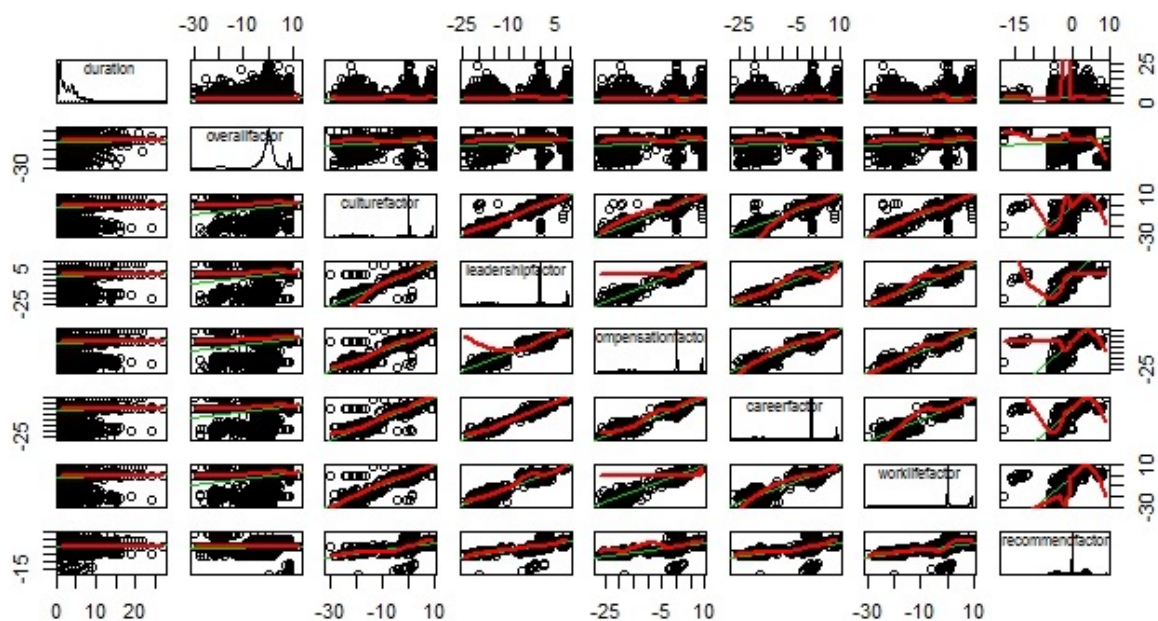 -30 -10 10 -25 -5 5 -25 -5 10 -15 0 10
duration
0 25
overallfactor
-30
culturefactor
-30 10
leadershipfactor
-25 5
ompensationfactor
-25
careerfactor
-25
worklifefactor
-30 10
recommendfactor
-15
0 10 20 -30 -10 10 -25 -5 10 -30 -10 10